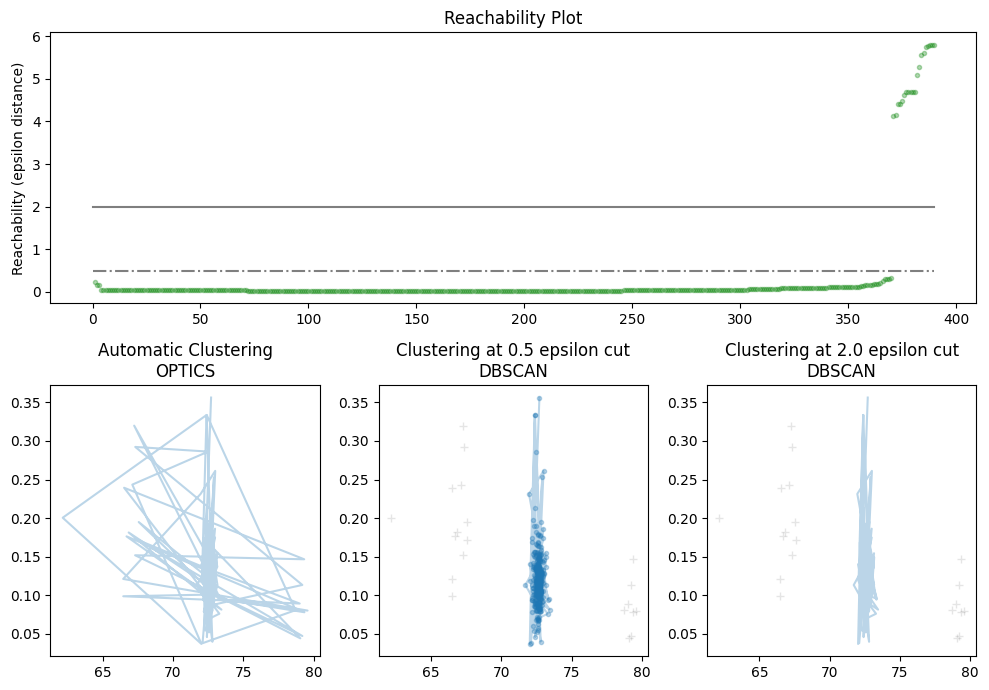 Reachability Plot
Reachability (epsilon distance)
6
5
4
3
2
1
0
0 50 100 150 200 250 300 350 400
Automatic Clustering
OPTICS
0.35
0.30
0.25
0.20
0.15
0.10
0.05
65 70 75 80
Clustering at 0.5 epsilon cut
DBSCAN
0.35
0.30
0.25
0.20
0.15
0.10
0.05
65 70 75 80
Clustering at 2.0 epsilon cut
DBSCAN
0.35
0.30
0.25
0.20
0.15
0.10
0.05
65 70 75 80